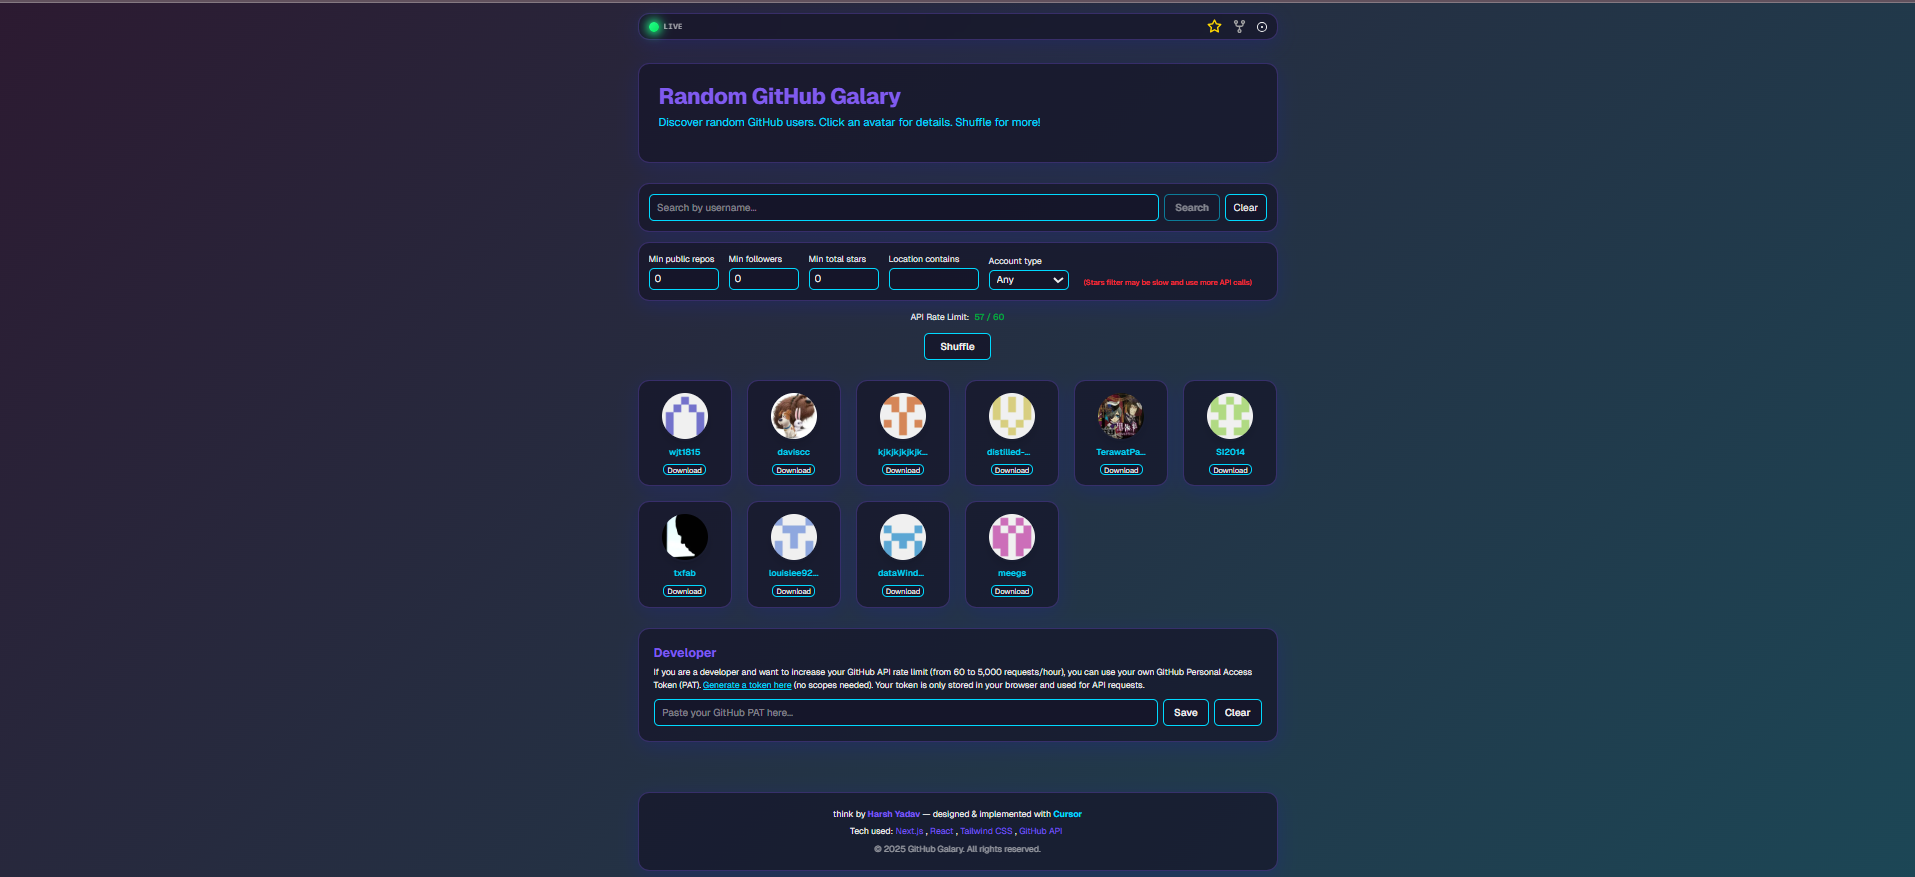 LIVE
Random GitHub Galary
Discover random GitHub users. Click an avatar for details. Shuffle for more!
Search by username...
Search
Clear
Min public repos
Min followers
Min total stars
Location contains
Account type
0
0
0
Any
(Stars filter may be slow and use more API calls)
API Rate Limit: 57 / 60
Shuffle
wjt1815
daviscc
kjkjkjkjkjk...
distilled-...
TerawatPa...
SI2014
Download
Download
Download
Download
Download
Download
txfab
louislee92...
dataWind...
meegs
Download
Download
Download
Download
Developer
If you are a developer and want to increase your GitHub API rate limit (from 60 to 5,000 requests/hour), you can use your own GitHub Personal Access
Token (PAT). Generate a token here (no scopes needed). Your token is only stored in your browser and used for API requests.
Paste your GitHub PAT here...
Save
Clear
think by Harsh Yadav — designed & implemented with Cursor
Tech used: Next.js , React , Tailwind CSS , GitHub API
© 2025 GitHub Galary. All rights reserved.